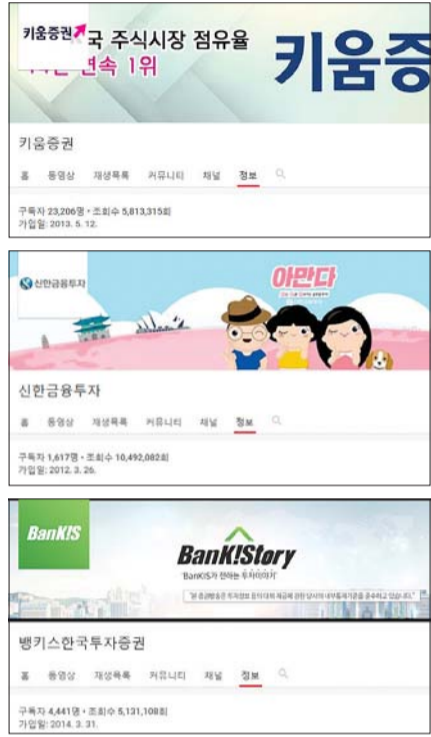 키움증권
국 주식시장 점유율
연속 1위
키움증
키움증권
홈 동영상 재생목록 커뮤니티 채널 정보
구독자 23,206명 • 조회수 5,813,315회
가입일: 2013. 5. 12.
신한금융투자
아만다
신한금융투자
홈 동영상 재생목록 커뮤니티 채널 정보
구독자 1,617명 • 조회수 10,492,082회
가입일: 2012. 3. 26.
BanK!S
BanK!Story
'BanKIS가 전하는 투자이야기'
뱅키스한국투자증권
홈 동영상 재생목록 커뮤니티 채널 정보
구독자 4,441명 • 조회수 5,131,108회
가입일: 2014. 3. 31.